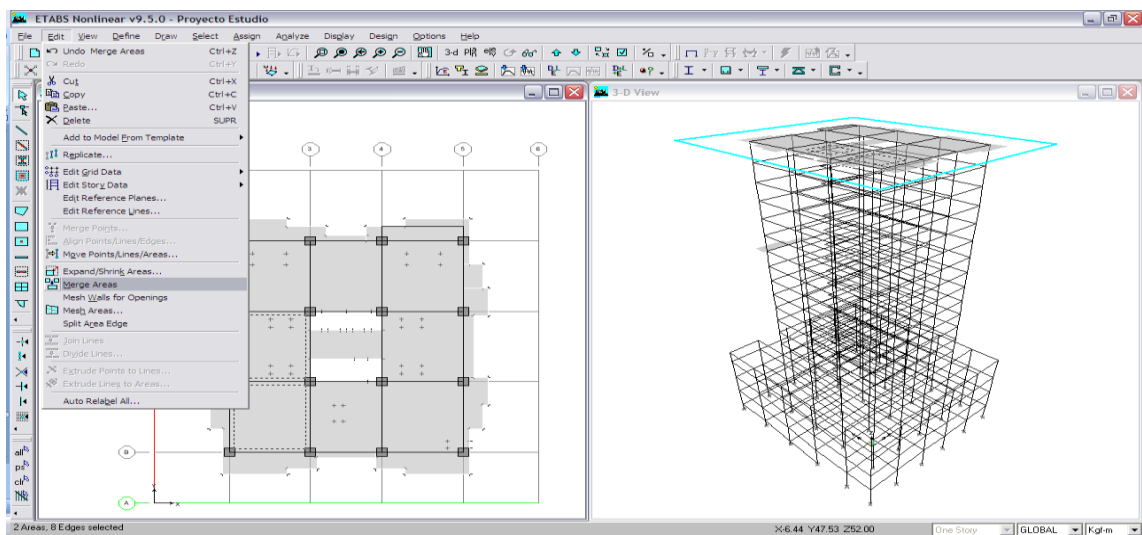 ETABS Nonlinear v9.5.0 - Proyecto Estudio
File Edit View Define Draw Select Assign Analyze Display Design Options Help
3-d
Undo Merge Areas Ctrl+Z
Redo Ctrl+Y
Cut Ctrl+X
Copy Ctrl+C
Paste... Ctrl+V
Delete SUPR
Add to Model From Template
Replicate...
Edit Grid Data
Edit Story Data
Edit Reference Planes...
Edit Reference Lines...
Merge Points...
Align Points/Lines/Edges...
Move Points/Lines/Areas...
Expand/Shrink Areas...
Merge Areas
Mesh Walls for Openings
Mesh Areas...
Split Area Edge
Join Lines
Divide Lines...
Extrude Points to Lines...
Extrude Lines to Areas...
Auto Relabel All...
all
ps
clr
3 4 5 6
B
A
Y
X
3-D View
2 Areas, 8 Edges selected
X-6.44 Y47.53 Z52.00
One Story
GLOBAL
Kgf-m